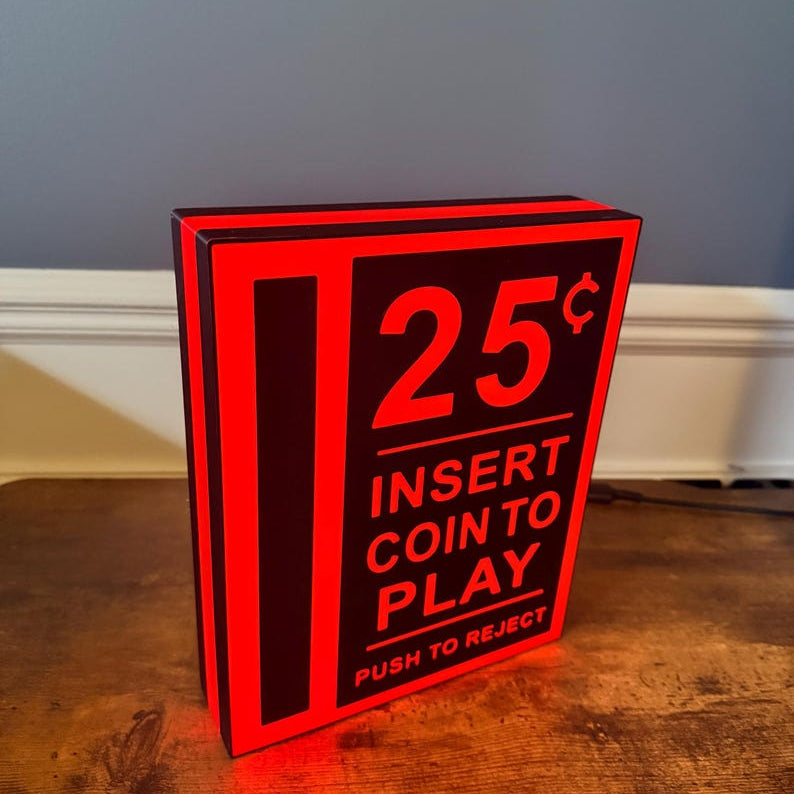 25¢
INSERT
COIN TO
PLAY
PUSH TO REJECT